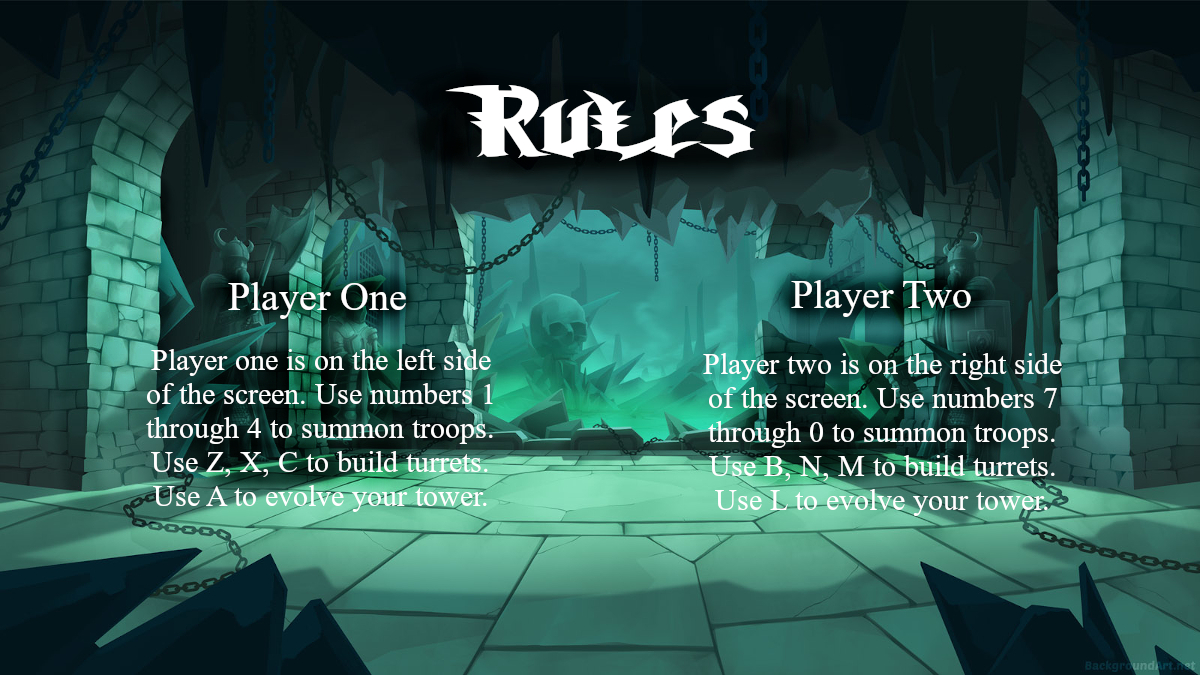 Rules
Player One
Player one is on the left side
of the screen. Use numbers 1
through 4 to summon troops.
Use Z, X, C to build turrets.
Use A to evolve your tower.
Player Two
Player two is on the right side
of the screen. Use numbers 7
through 0 to summon troops.
Use B, N, M to build turrets.
Use L to evolve your tower.
BackgroundArt.net